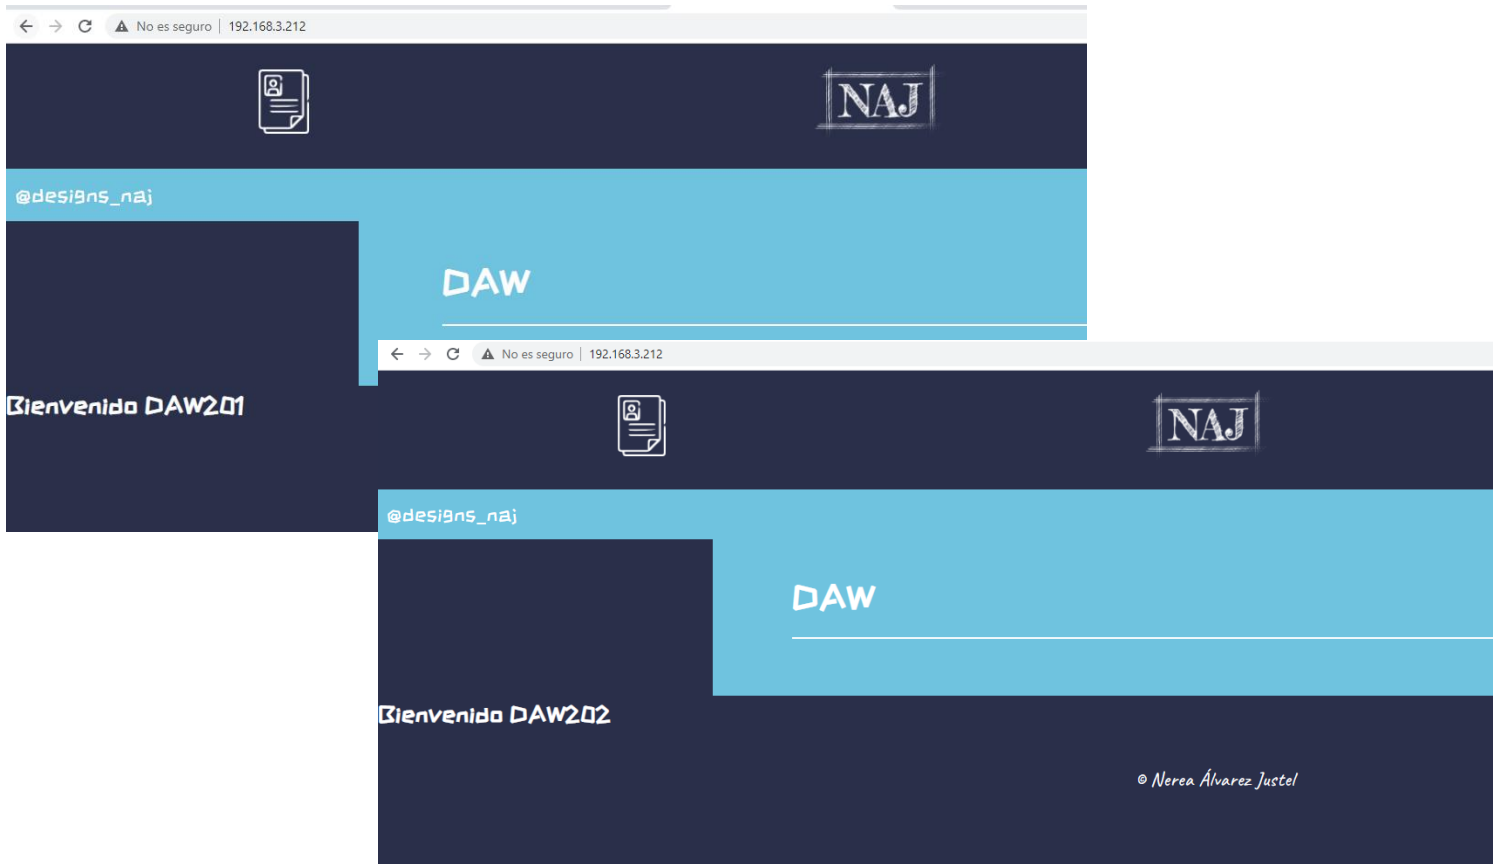 No es seguro | 192.168.3.212
NAJ
@designs_naj
DAW
Bienvenido DAW201
No es seguro | 192.168.3.212
NAJ
@designs_naj
DAW
Bienvenido DAW202
© Nerea Álvarez Justel